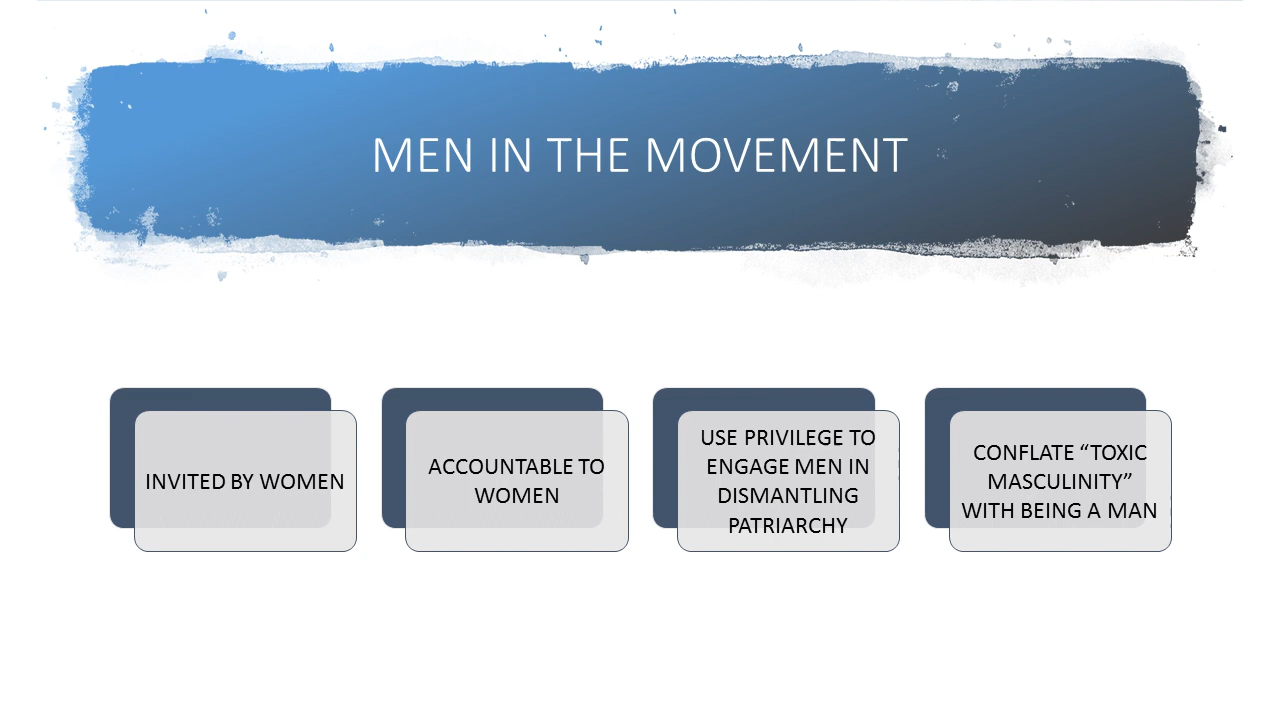 MEN IN THE MOVEMENT
INVITED BY WOMEN
ACCOUNTABLE TO
WOMEN
USE PRIVILEGE TO
ENGAGE MEN IN
DISMANTLING
PATRIARCHY
CONFLATE “TOXIC
MASCULINITY”
WITH BEING A MAN